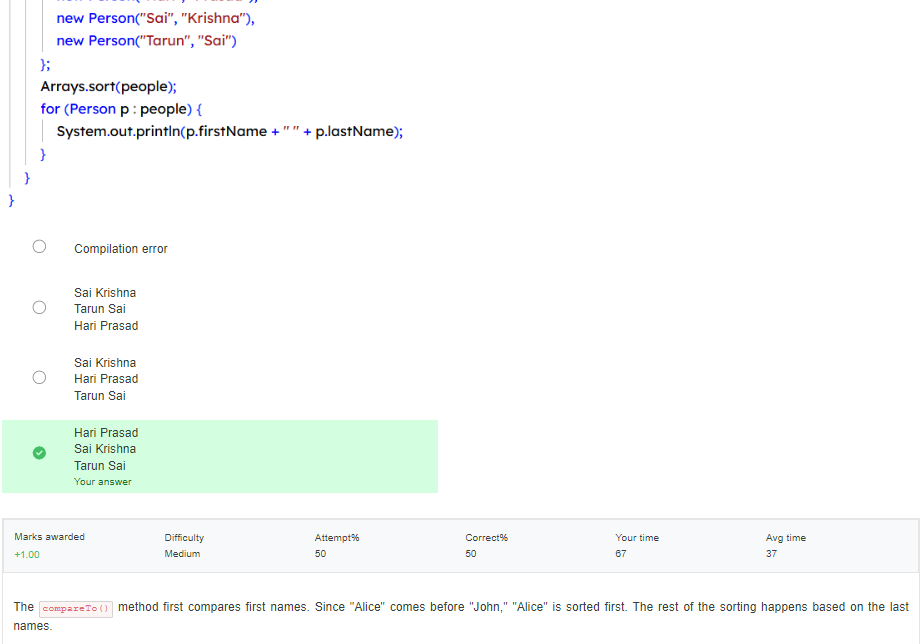 new Person("Sai", "Krishna"),
new Person("Tarun", "Sai")
};
Arrays.sort(people);
for (Person p : people) {
System.out.println(p.firstName + " " + p.lastName);
}
}
}
Compilation error
Sai Krishna
Tarun Sai
Hari Prasad
Sai Krishna
Hari Prasad
Tarun Sai
Hari Prasad
Sai Krishna
Tarun Sai
Your answer
Marks awarded Difficulty Attempt% Correct% Your time Avg time
+1.00 Medium 50 50 67 37
The compareTo() method first compares first names. Since "Alice" comes before "John," "Alice" is sorted first. The rest of the sorting happens based on the last
names.